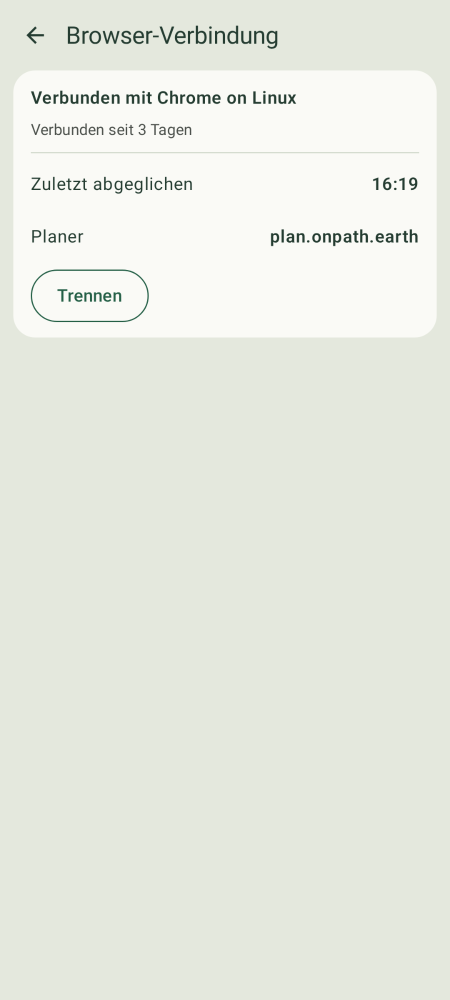 Browser-Verbindung
Verbunden mit Chrome on Linux
Verbunden seit 3 Tagen
Zuletzt abgeglichen 16:19
Planer plan.onpath.earth
Trennen